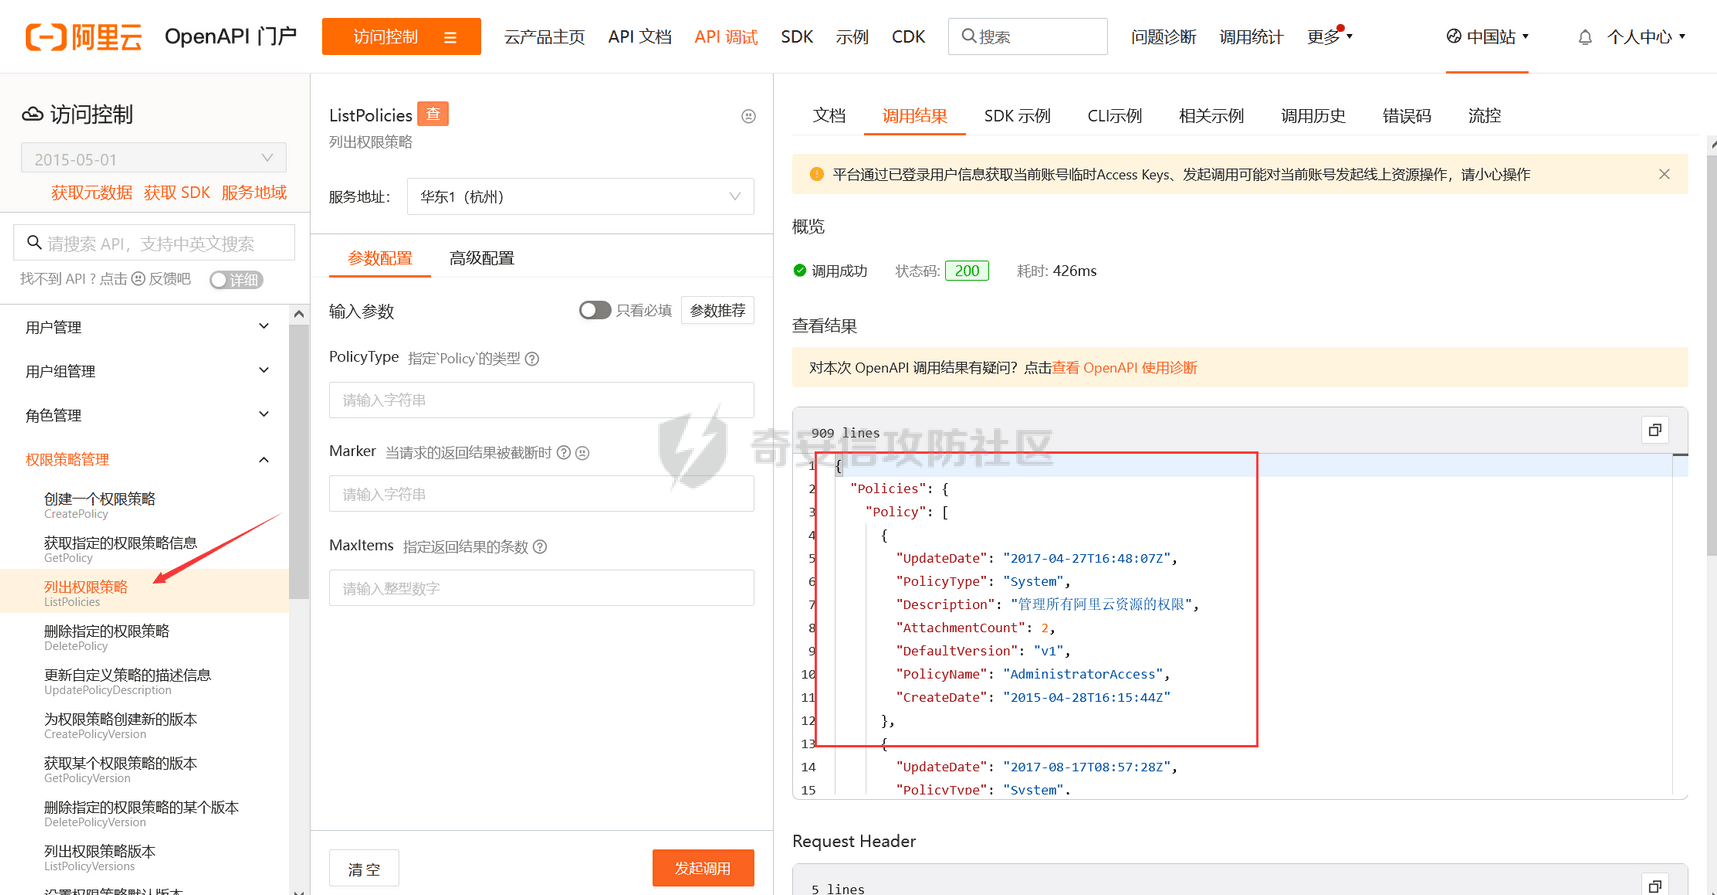 阿里云 OpenAPI 门户 访问控制 云产品主页 API 文档 API 调试 SDK 示例 CDK 搜索 问题诊断 调用统计 更多 中国站 个人中心
访问控制
2015-05-01
获取元数据 获取 SDK 服务地域
请搜索 API，支持中英文搜索
找不到 API ? 点击 反馈吧 详细
用户管理
用户组管理
角色管理
权限策略管理
创建一个权限策略
CreatePolicy
获取指定的权限策略信息
GetPolicy
列出权限策略
ListPolicies
删除指定的权限策略
DeletePolicy
更新自定义策略的描述信息
UpdatePolicyDescription
为权限策略创建新的版本
CreatePolicyVersion
获取某个权限策略的版本
GetPolicyVersion
删除指定的权限策略的某个版本
DeletePolicyVersion
列出权限策略版本
ListPolicyVersions
设置权限策略默认版本
ListPolicies 查
列出权限策略
服务地址: 华东1（杭州）
参数配置 高级配置
输入参数 只看必填 参数推荐
PolicyType 指定`Policy`的类型
请输入字符串
Marker 当请求的返回结果被截断时
请输入字符串
MaxItems 指定返回结果的条数
请输入整型数字
清 空 发起调用
文档 调用结果 SDK 示例 CLI示例 相关示例 调用历史 错误码 流控
平台通过已登录用户信息获取当前账号临时Access Keys、发起调用可能对当前账号发起线上资源操作，请小心操作
概览
调用成功 状态码: 200 耗时: 426ms
查看结果
对本次 OpenAPI 调用结果有疑问？点击查看 OpenAPI 使用诊断
909 lines
奇安信攻防社区
1 {
2 "Policies": {
3 "Policy": [
4 {
5 "UpdateDate": "2017-04-27T16:48:07Z",
6 "PolicyType": "System",
7 "Description": "管理所有阿里云资源的权限",
8 "AttachmentCount": 2,
9 "DefaultVersion": "v1",
10 "PolicyName": "AdministratorAccess",
11 "CreateDate": "2015-04-28T16:15:44Z"
12 },
13 {
14 "UpdateDate": "2017-08-17T08:57:28Z",
15 "PolicyType": "System",
Request Header
5 lines